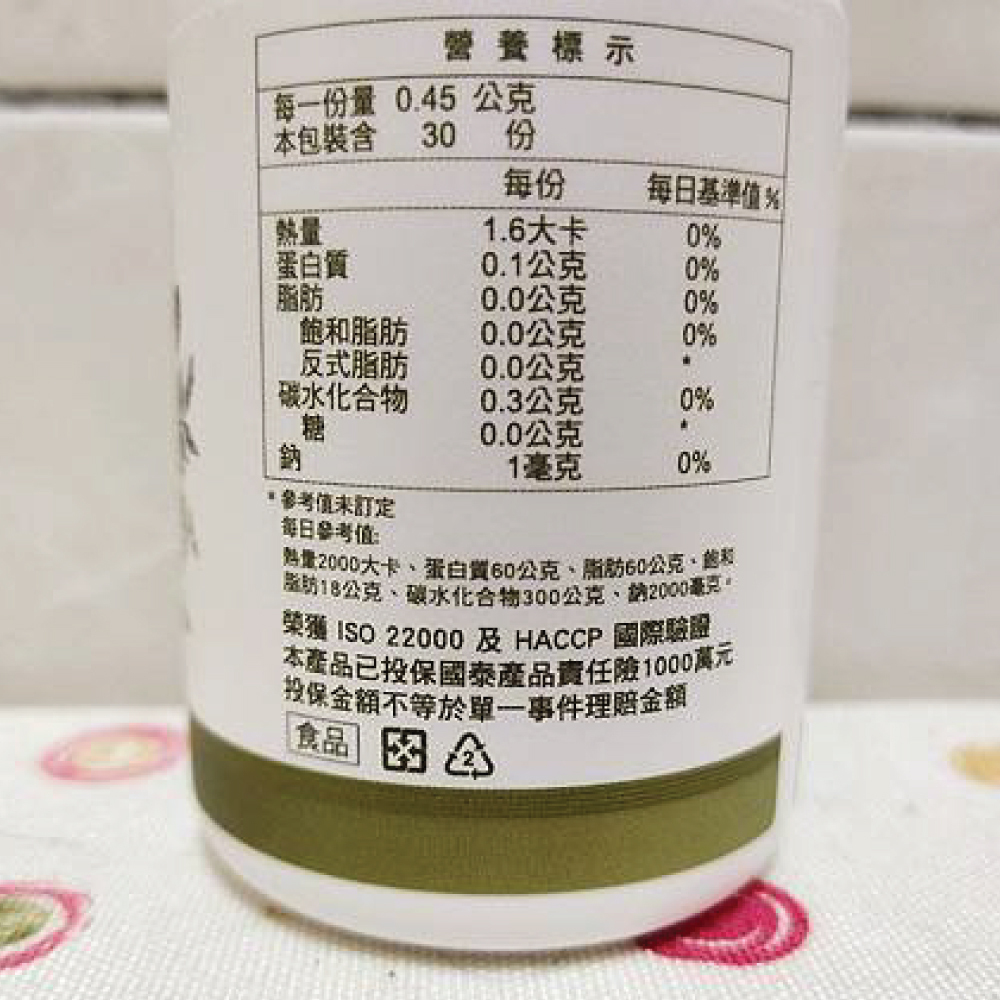 營養標示
每一份量 0.45 公克
本包裝含 30 份
每份 每日基準值%
熱量 1.6大卡 0%
蛋白質 0.1公克 0%
脂肪 0.0公克 0%
飽和脂肪 0.0公克 0%
反式脂肪 0.0公克 *
碳水化合物 0.3公克 0%
糖 0.0公克 *
鈉 1毫克 0%
* 參考值未訂定
每日參考值:
熱量2000大卡、蛋白質60公克、脂肪60公克、飽和
脂肪18公克、碳水化合物300公克、鈉2000毫克。
榮獲 ISO 22000 及 HACCP 國際驗證
本產品已投保國泰產品責任險1000萬元
投保金額不等於單一事件理賠金額
食品 2